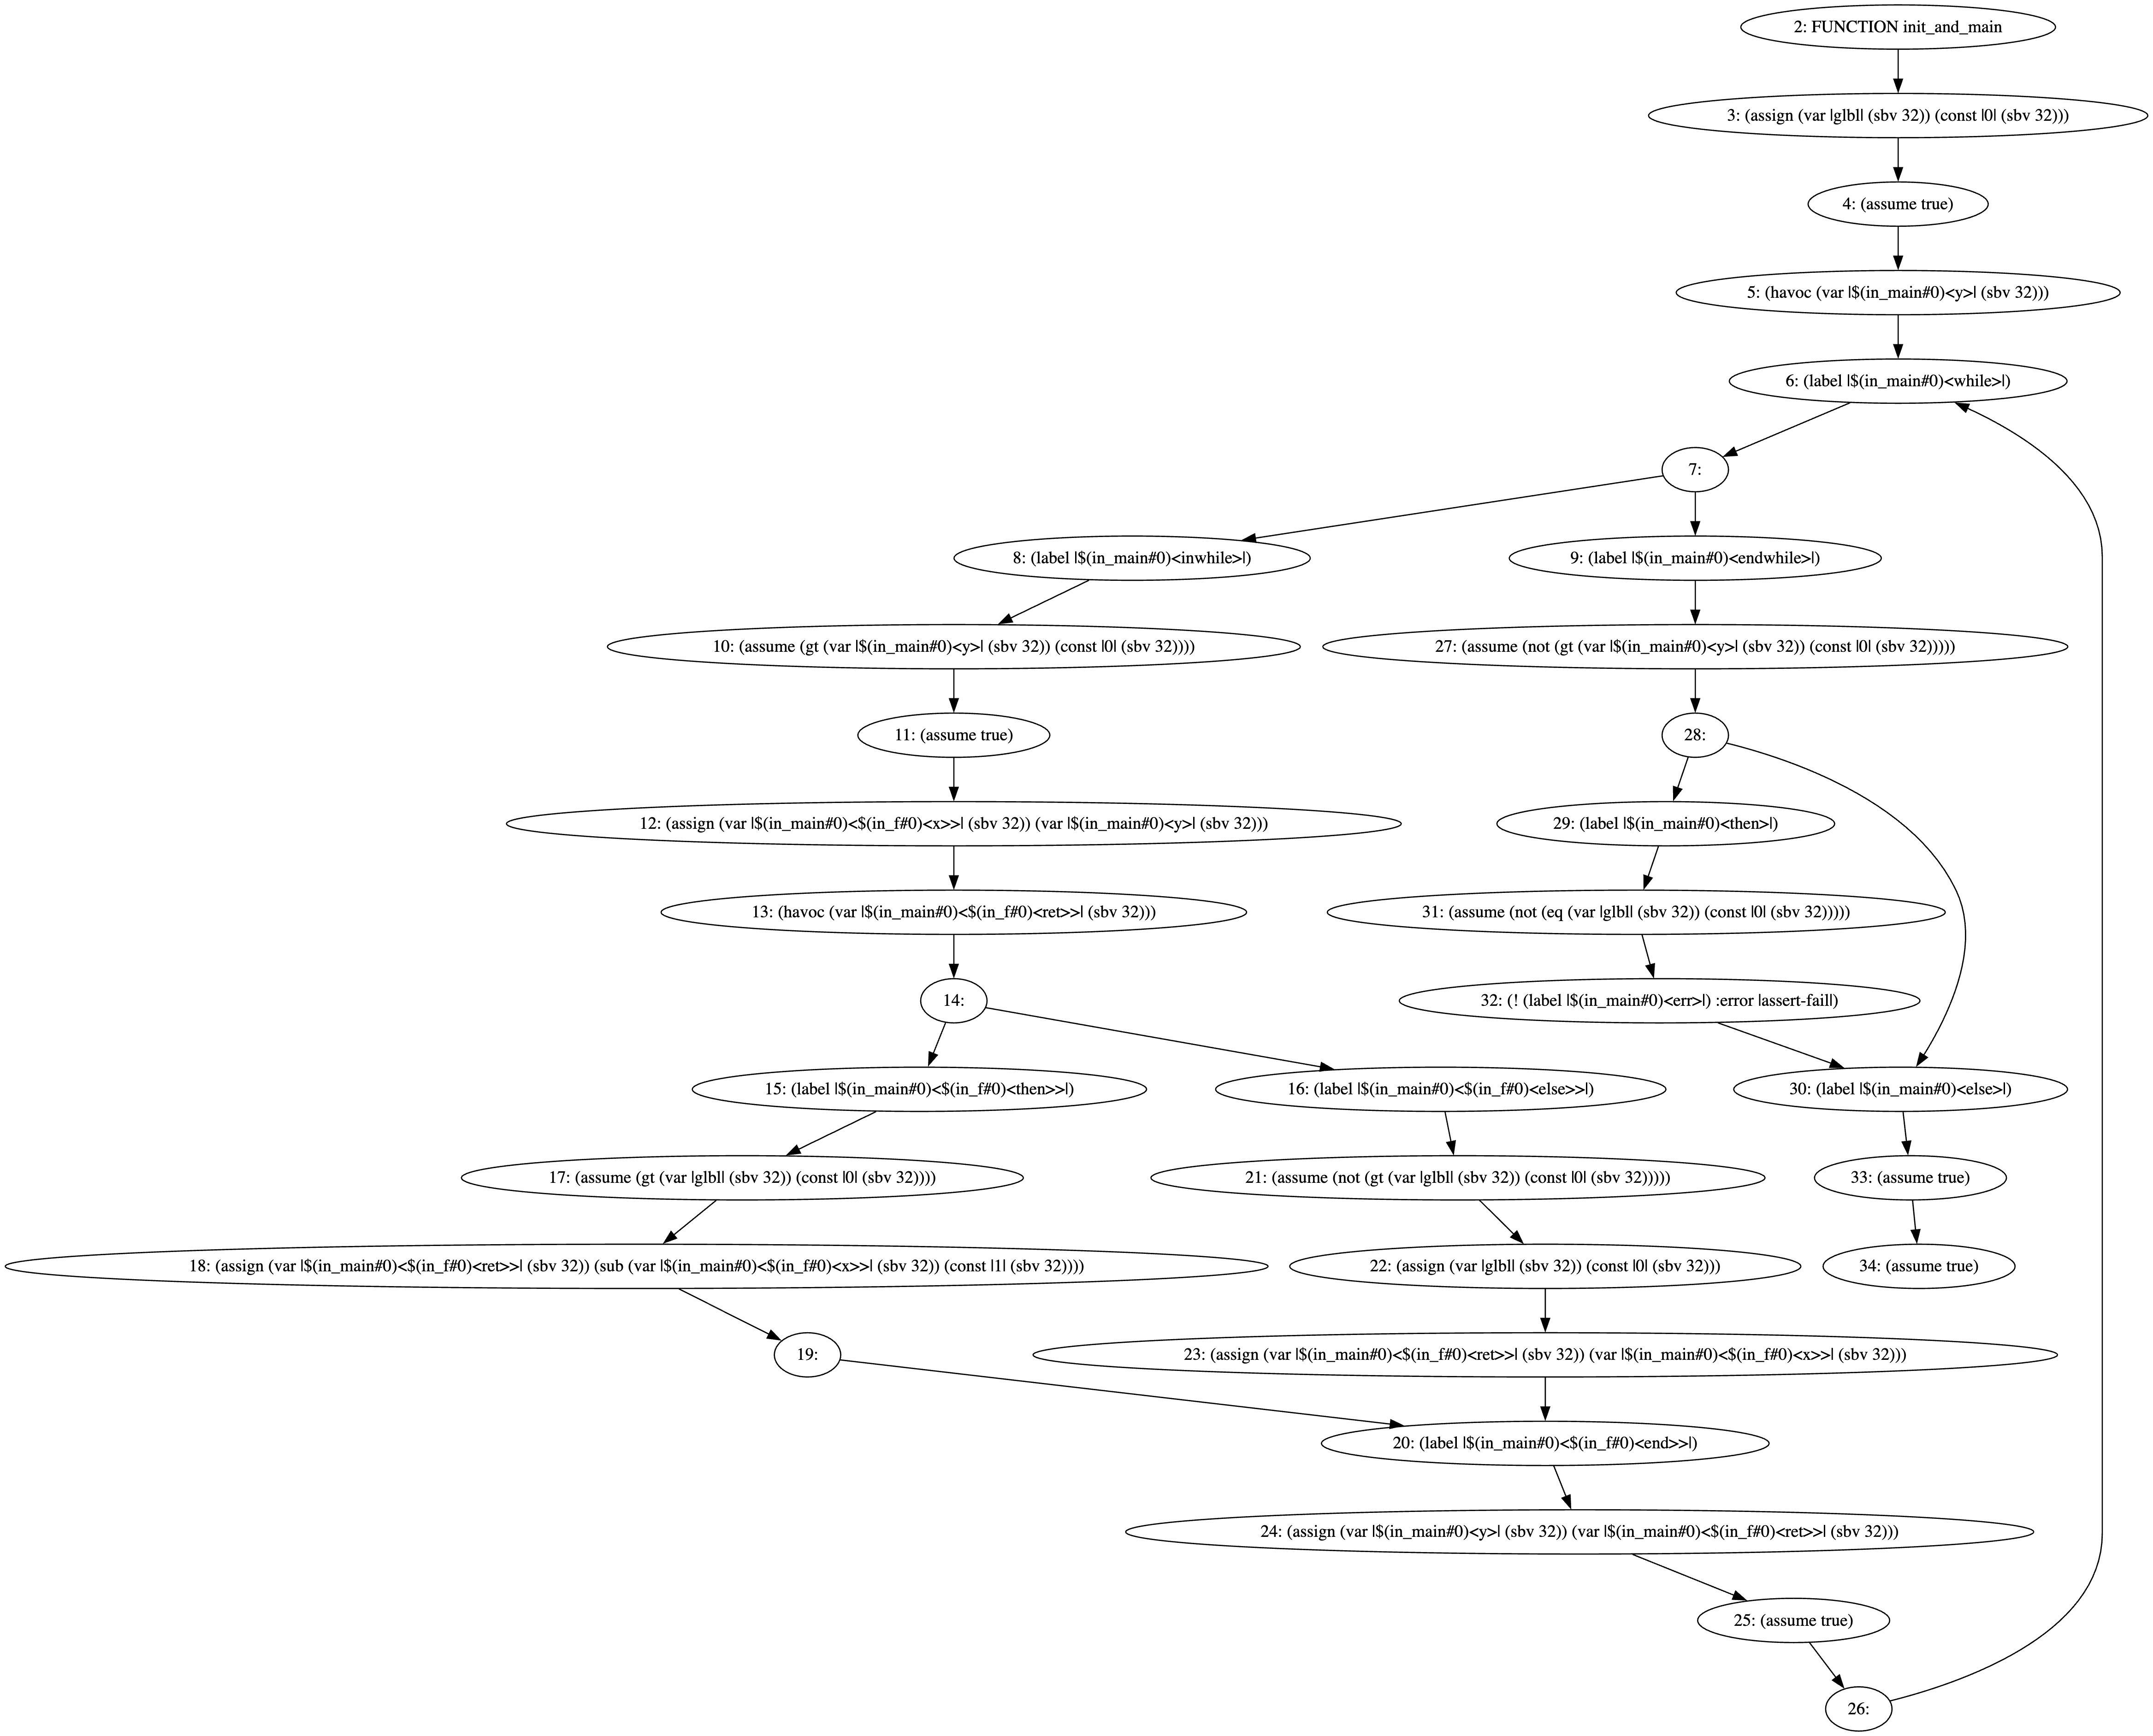 2: FUNCTION init_and_main
3: (assign (var |glbl| (sbv 32)) (const |0| (sbv 32)))
4: (assume true)
5: (havoc (var |$(in_main#0)<y>| (sbv 32)))
6: (label |$(in_main#0)<while>|)
7:
8: (label |$(in_main#0)<inwhile>|)
9: (label |$(in_main#0)<endwhile>|)
10: (assume (gt (var |$(in_main#0)<y>| (sbv 32)) (const |0| (sbv 32))))
27: (assume (not (gt (var |$(in_main#0)<y>| (sbv 32)) (const |0| (sbv 32)))))
11: (assume true)
28:
12: (assign (var |$(in_main#0)<$(in_f#0)<x>>| (sbv 32)) (var |$(in_main#0)<y>| (sbv 32)))
29: (label |$(in_main#0)<then>|)
13: (havoc (var |$(in_main#0)<$(in_f#0)<ret>>| (sbv 32)))
31: (assume (not (eq (var |glbl| (sbv 32)) (const |0| (sbv 32)))))
14:
32: (! (label |$(in_main#0)<err>|) :error |assert-fail|)
15: (label |$(in_main#0)<$(in_f#0)<then>>|)
16: (label |$(in_main#0)<$(in_f#0)<else>>|)
30: (label |$(in_main#0)<else>|)
17: (assume (gt (var |glbl| (sbv 32)) (const |0| (sbv 32))))
21: (assume (not (gt (var |glbl| (sbv 32)) (const |0| (sbv 32)))))
33: (assume true)
18: (assign (var |$(in_main#0)<$(in_f#0)<ret>>| (sbv 32)) (sub (var |$(in_main#0)<$(in_f#0)<x>>| (sbv 32)) (const |1| (sbv 32))))
22: (assign (var |glbl| (sbv 32)) (const |0| (sbv 32)))
34: (assume true)
19:
23: (assign (var |$(in_main#0)<$(in_f#0)<ret>>| (sbv 32)) (var |$(in_main#0)<$(in_f#0)<x>>| (sbv 32)))
20: (label |$(in_main#0)<$(in_f#0)<end>>|)
24: (assign (var |$(in_main#0)<y>| (sbv 32)) (var |$(in_main#0)<$(in_f#0)<ret>>| (sbv 32)))
25: (assume true)
26: